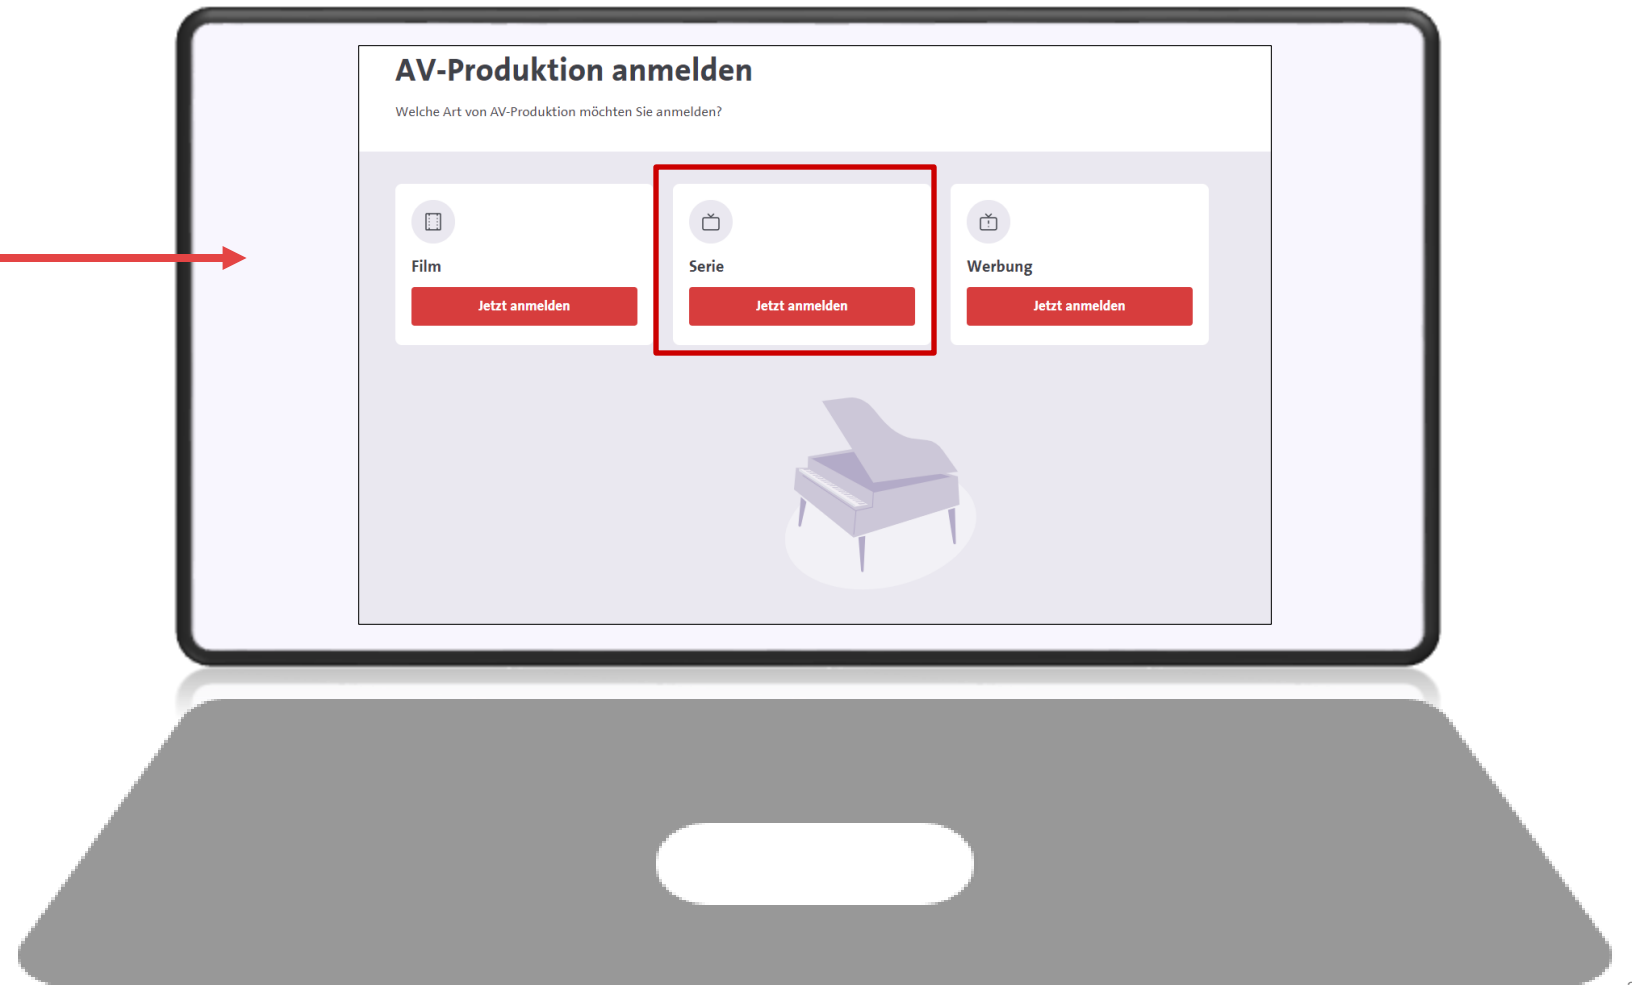 AV-Produktion anmelden
Welche Art von AV-Produktion möchten Sie anmelden?
Film
Serie
Werbung
Jetzt anmelden
Jetzt anmelden
Jetzt anmelden